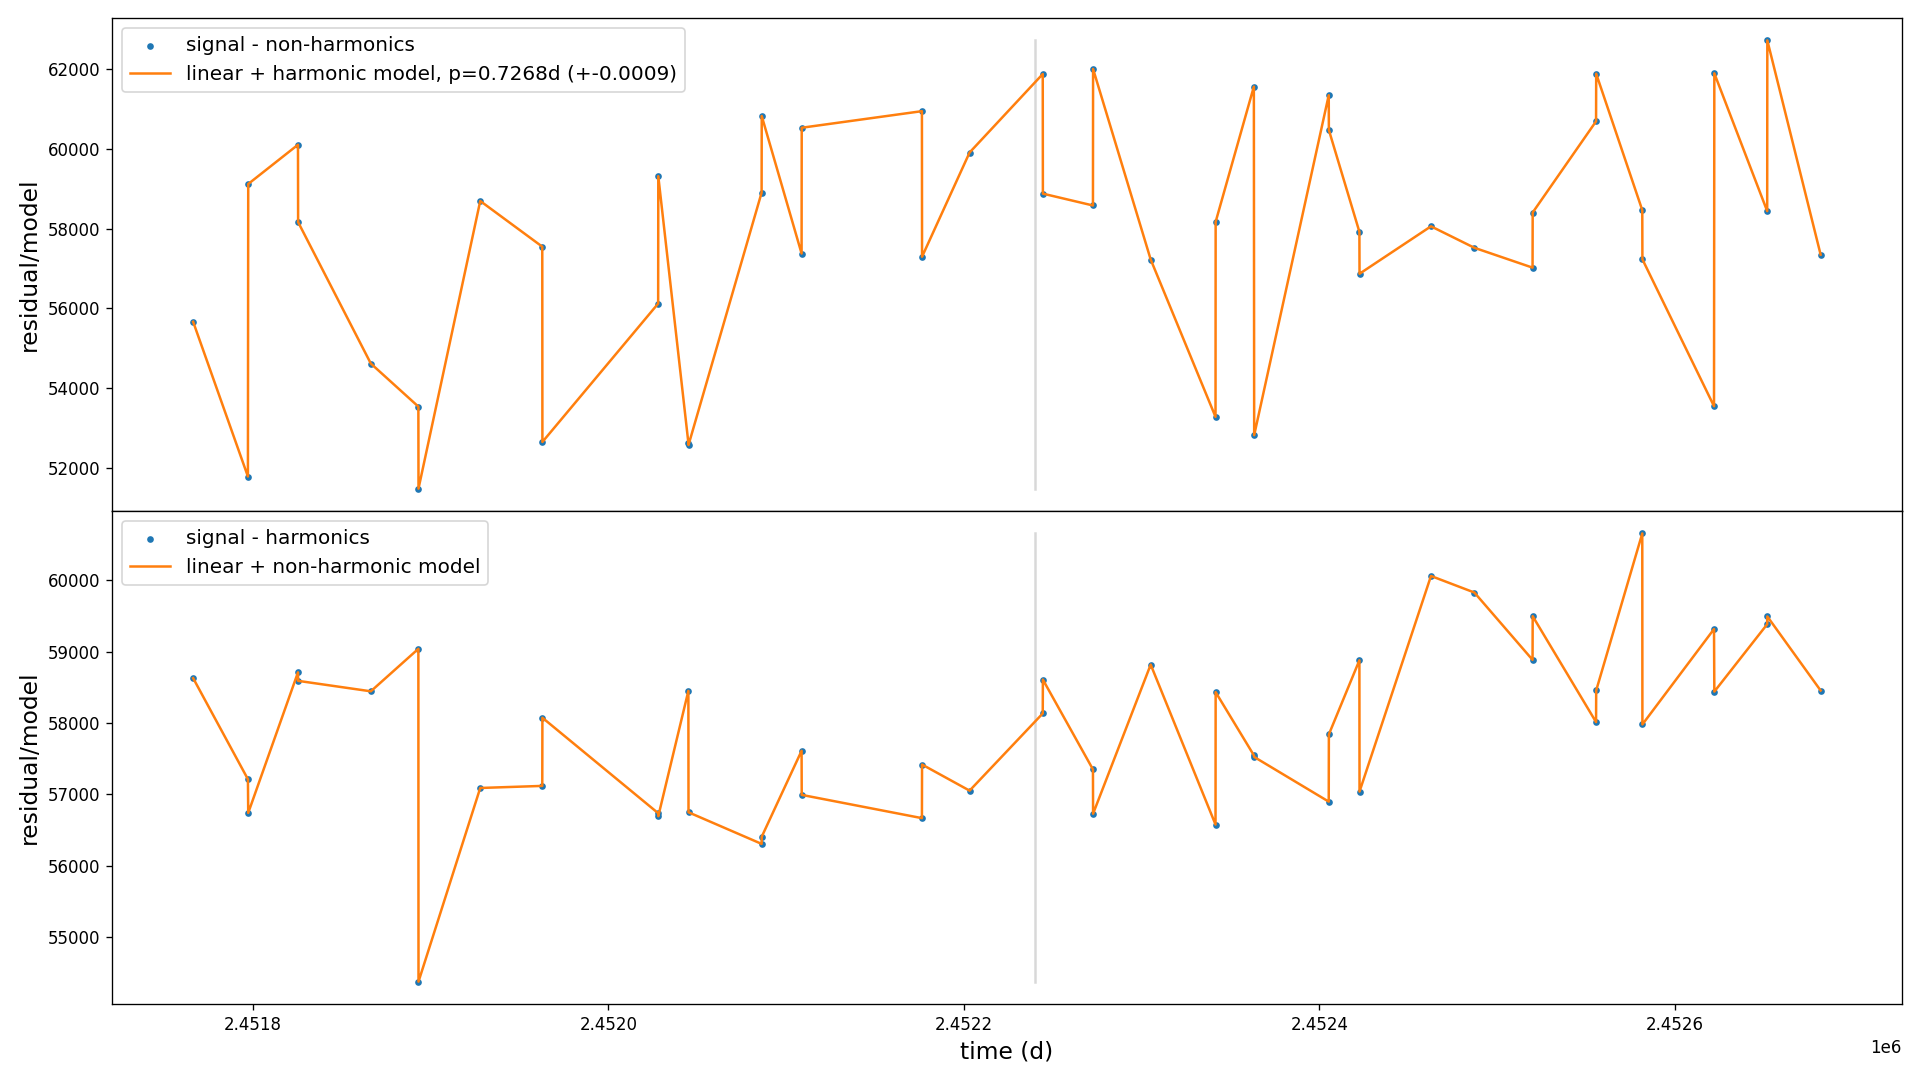 signal - non-harmonics
linear + harmonic model, p=0.7268d (+-0.0009)
62000
60000
58000
56000
54000
52000
residual/model
signal - harmonics
linear + non-harmonic model
60000
59000
58000
57000
56000
55000
residual/model
2.4518
2.4520
2.4522
2.4524
2.4526
time (d)
1e6